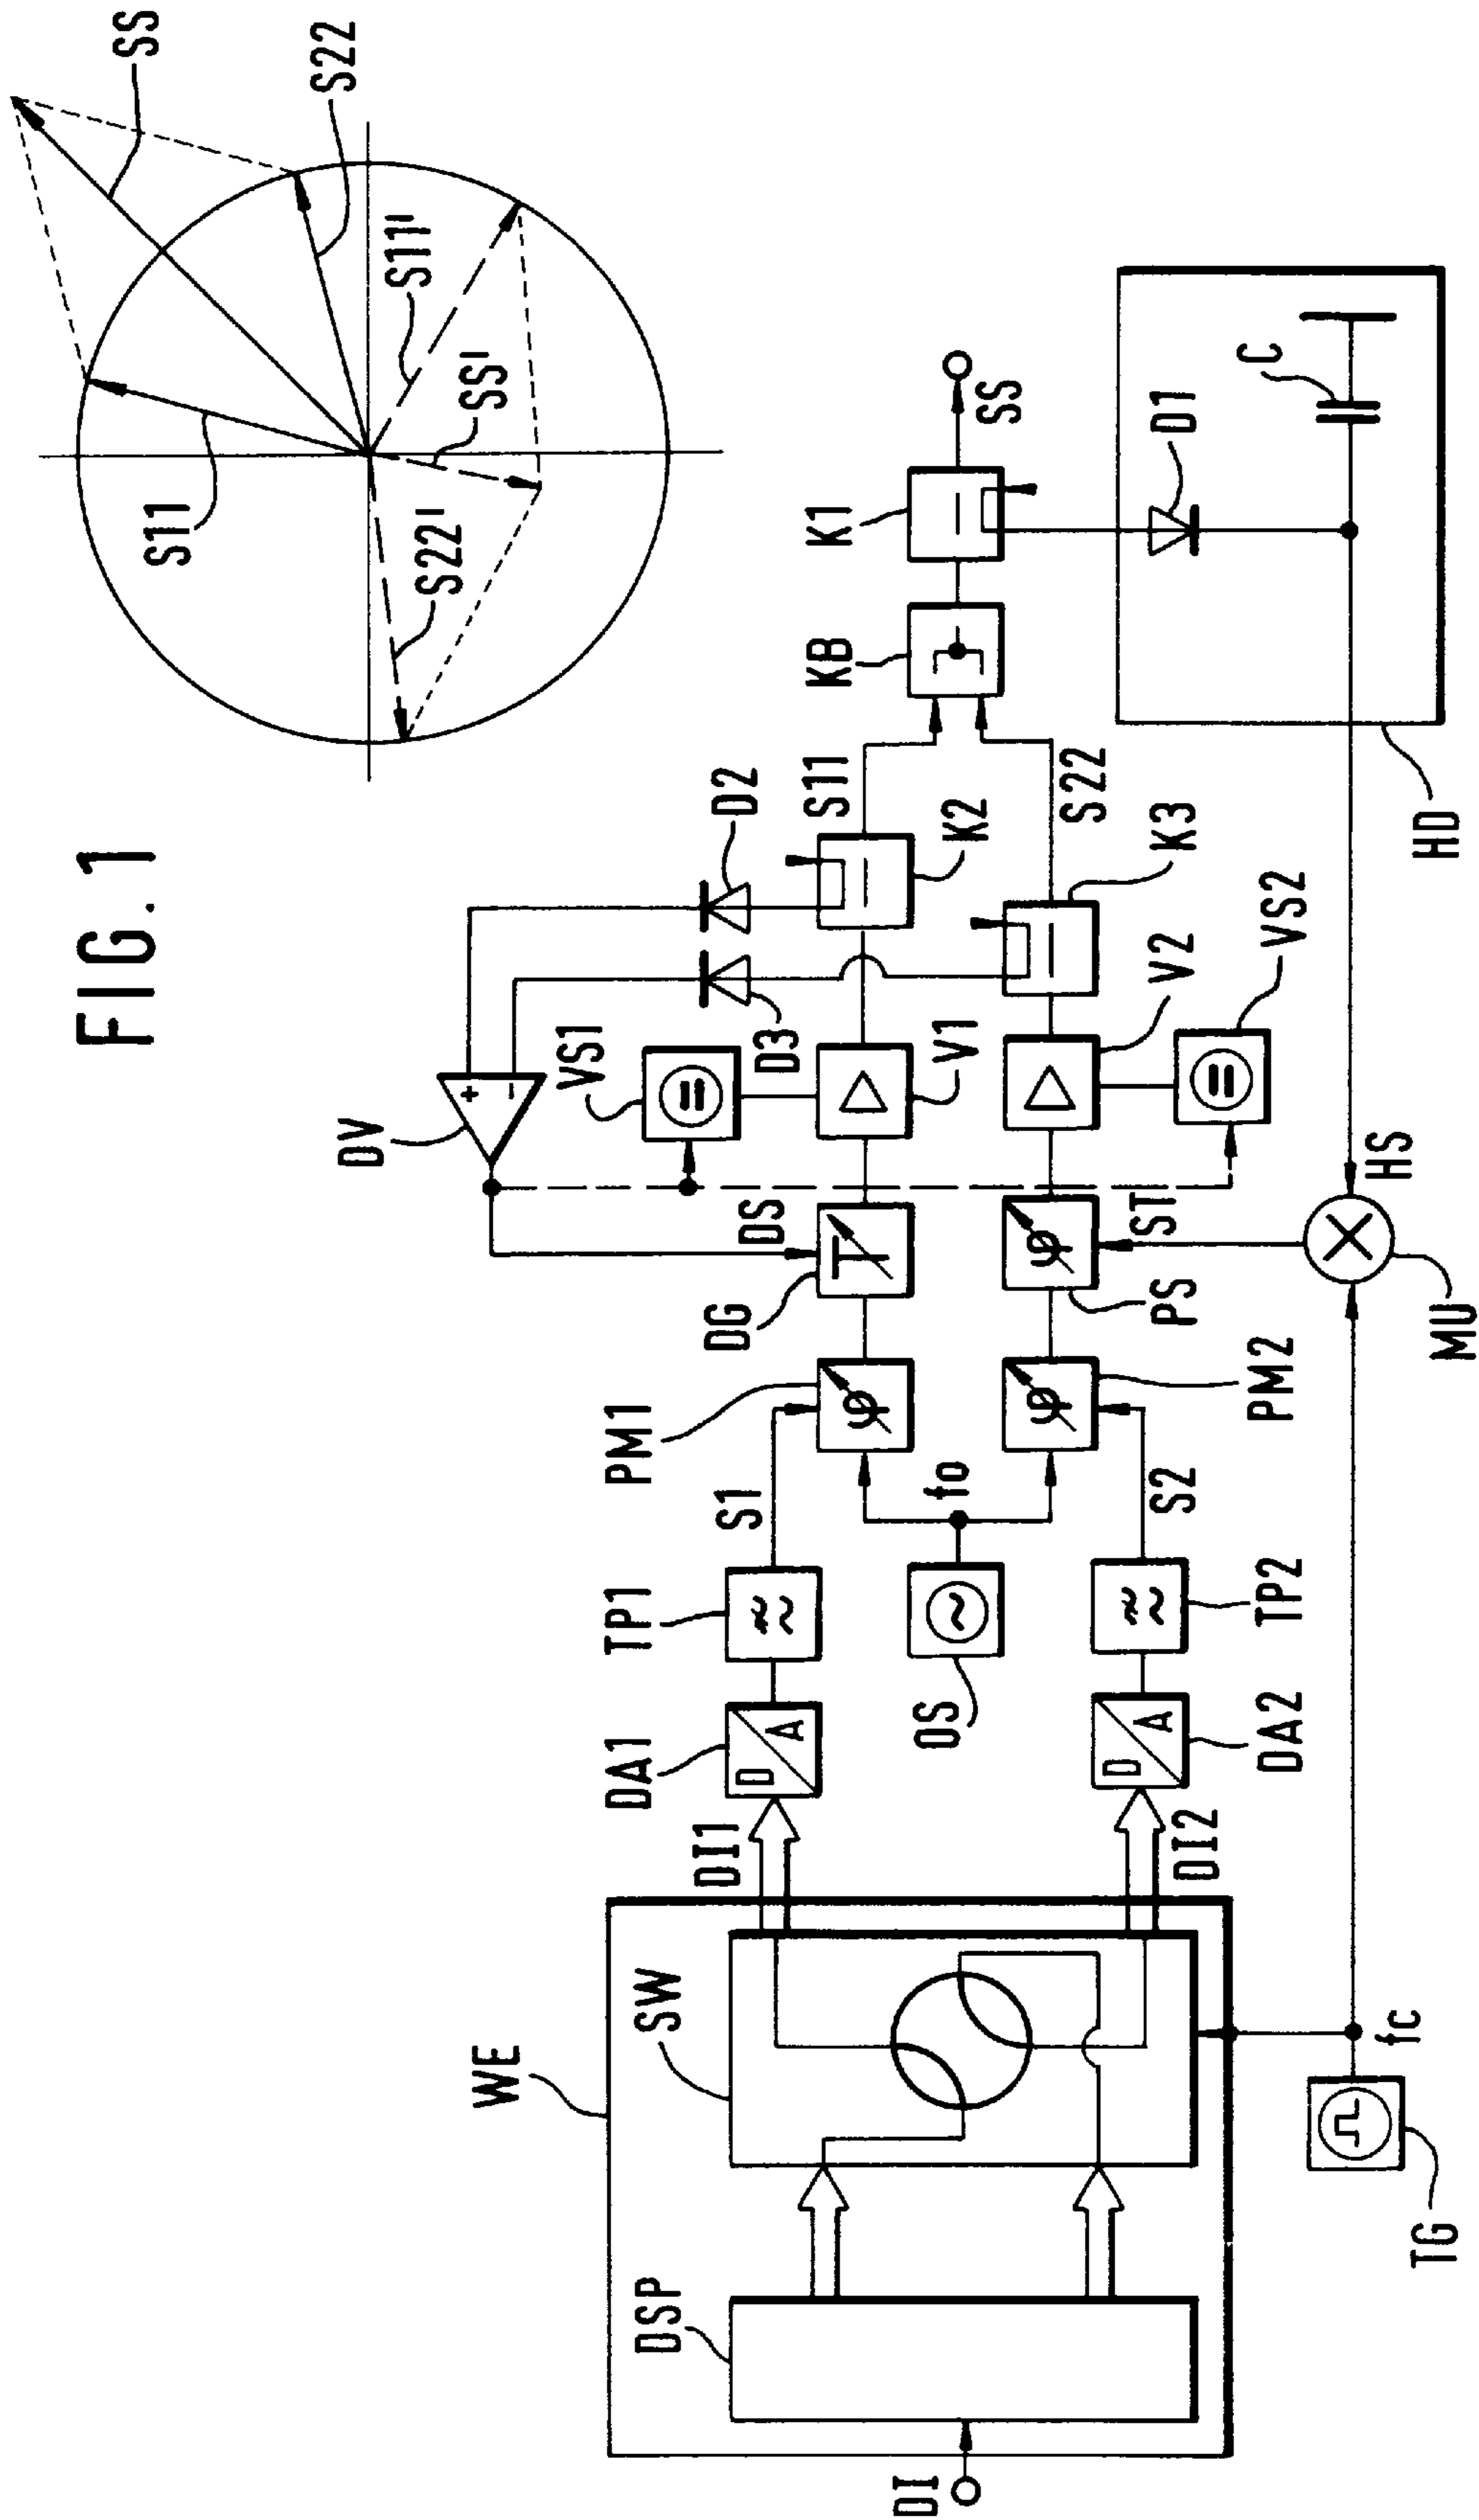 FIG. 1
SS
S22
S11
S11'
SS'
S22'
DV
D2
VS1
D3
S11
K2
KB
K1
SS
C
D1
WE
SW
DSP
DI
DI1
DA1
D
A
TP1
S1
PM1
φ
DG
DS
+
−
V1
OS
fo
DI2
DA2
D
A
TP2
S2
PM2
φ
PS
φ
ST
V2
VS2
K3
S22
HD
TG
fc
MU
HS